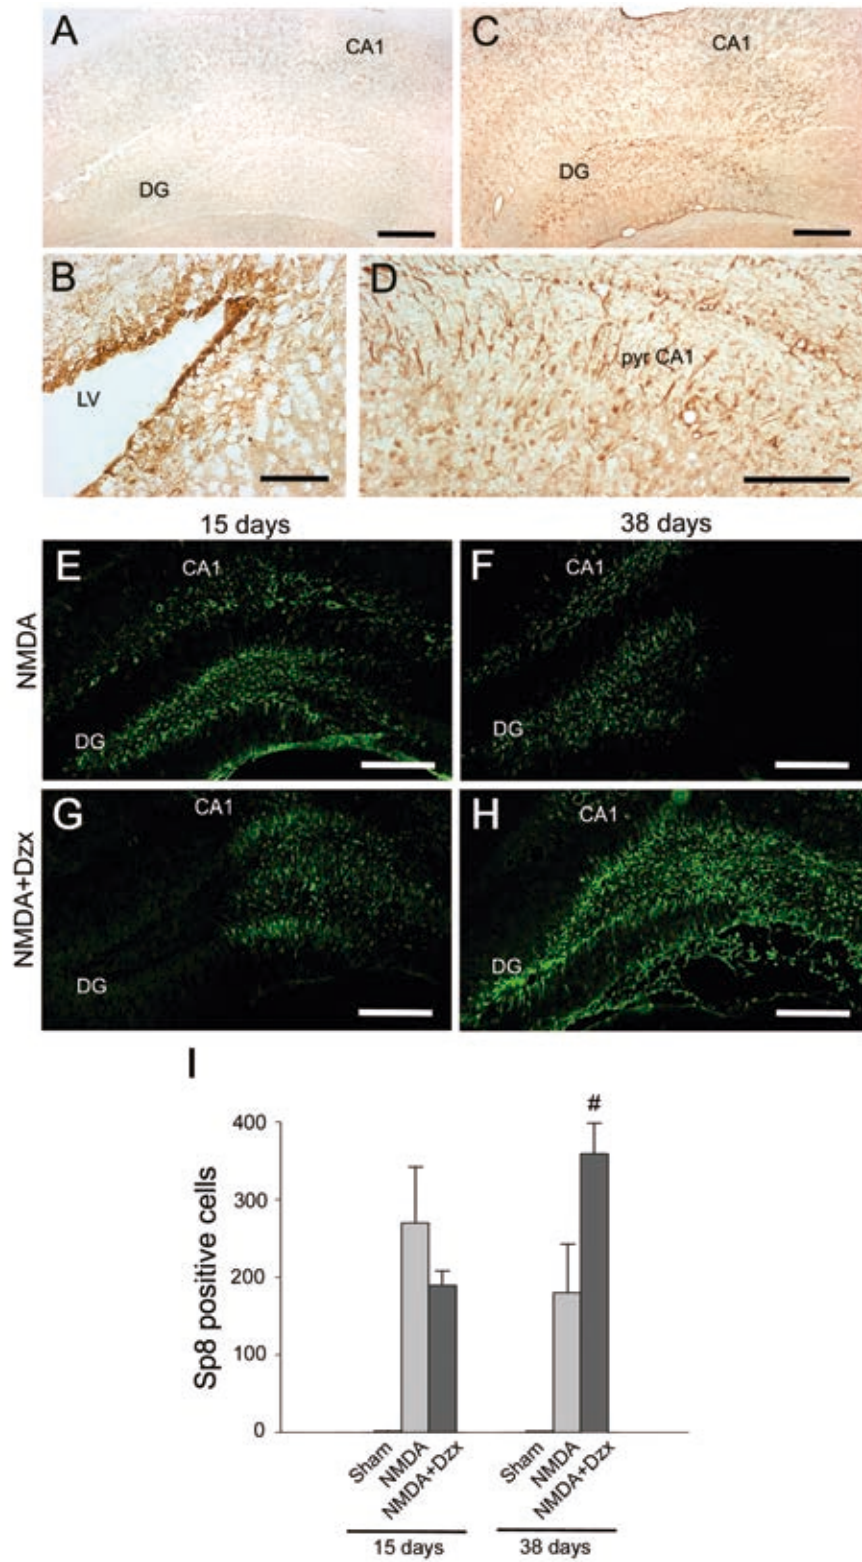 A
CA1
DG
C
CA1
DG
B
LV
D
pyr CA1
15 days
38 days
NMDA
E
CA1
DG
F
CA1
DG
NMDA+Dzx
G
CA1
DG
H
CA1
DG
I
#
400
300
200
100
0
Sp8 positive cells
Sham
NMDA
NMDA+Dzx
Sham
NMDA
NMDA+Dzx
15 days
38 days